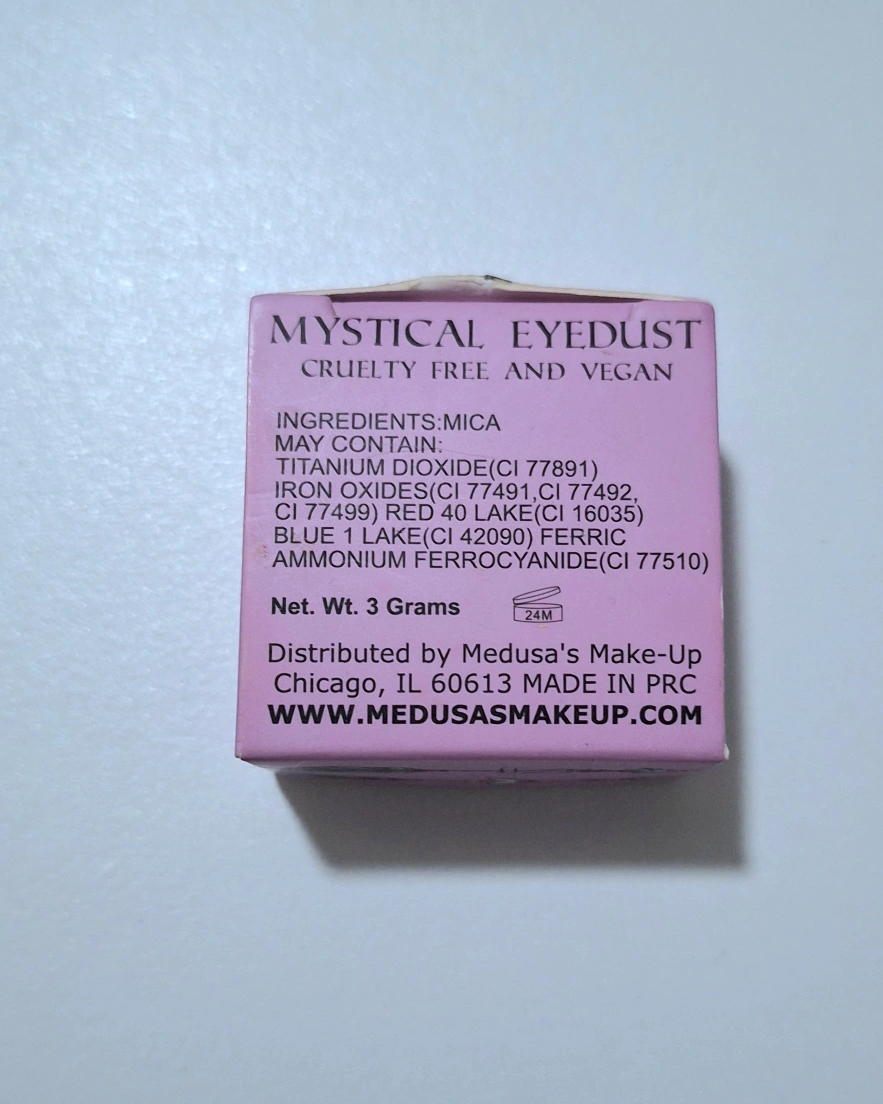 MYSTICAL EYEDUST
CRUELTY FREE AND VEGAN
INGREDIENTS:MICA
MAY CONTAIN:
TITANIUM DIOXIDE(CI 77891)
IRON OXIDES(CI 77491,CI 77492,
CI 77499) RED 40 LAKE(CI 16035)
BLUE 1 LAKE(CI 42090) FERRIC
AMMONIUM FERROCYANIDE(CI 77510)
Net. Wt. 3 Grams 24M
Distributed by Medusa's Make-Up
Chicago, IL 60613 MADE IN PRC
WWW.MEDUSASMAKEUP.COM